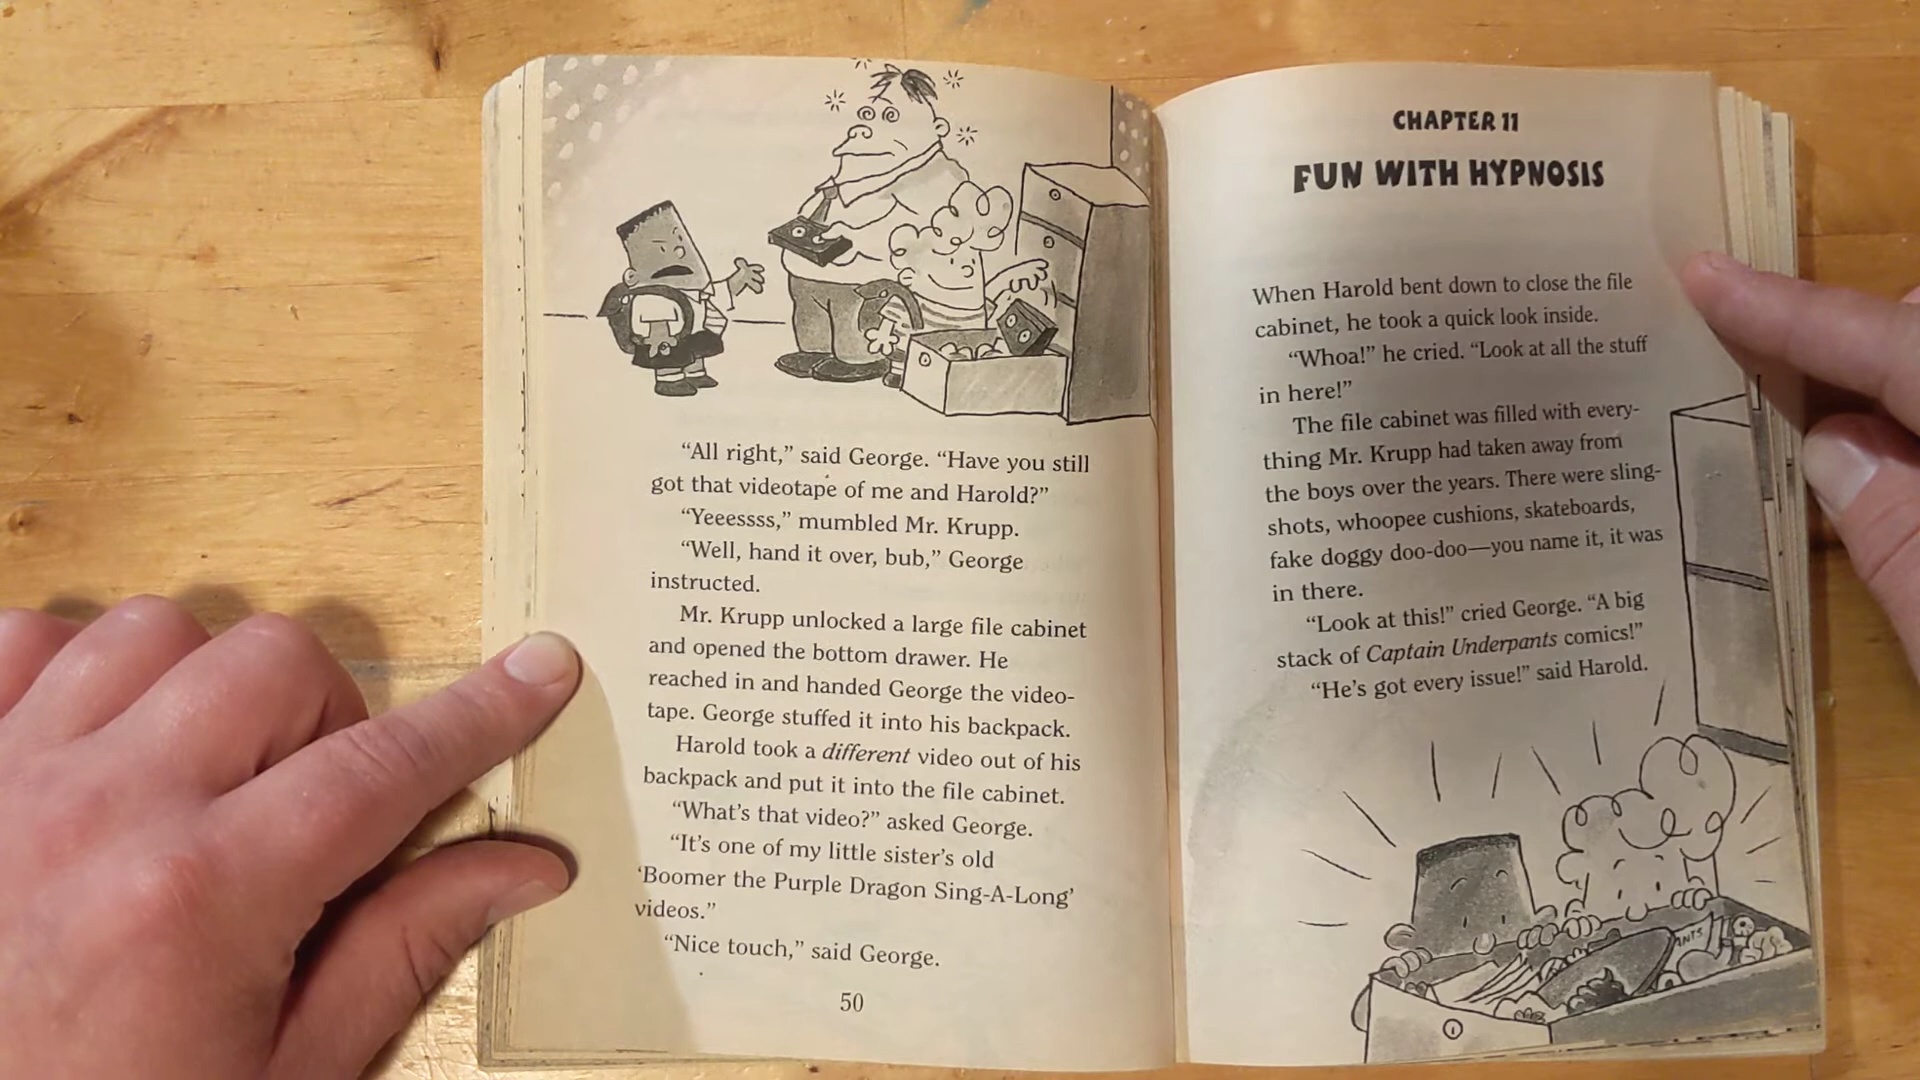 “All right,” said George. “Have you still
got that videotape of me and Harold?”
“Yeeessss,” mumbled Mr. Krupp.
“Well, hand it over, bub,” George
instructed.
Mr. Krupp unlocked a large file cabinet
and opened the bottom drawer. He
reached in and handed George the video-
tape. George stuffed it into his backpack.
Harold took a different video out of his
backpack and put it into the file cabinet.
“What’s that video?” asked George.
“It’s one of my little sister’s old
‘Boomer the Purple Dragon Sing-A-Long’
videos.”
“Nice touch,” said George.
50
CHAPTER 11
FUN WITH HYPNOSIS
When Harold bent down to close the file
cabinet, he took a quick look inside.
“Whoa!” he cried. “Look at all the stuff
in here!”
The file cabinet was filled with every-
thing Mr. Krupp had taken away from
the boys over the years. There were sling-
shots, whoopee cushions, skateboards,
fake doggy doo-doo—you name it, it was
in there.
“Look at this!” cried George. “A big
stack of Captain Underpants comics!”
“He’s got every issue!” said Harold.
ANTS